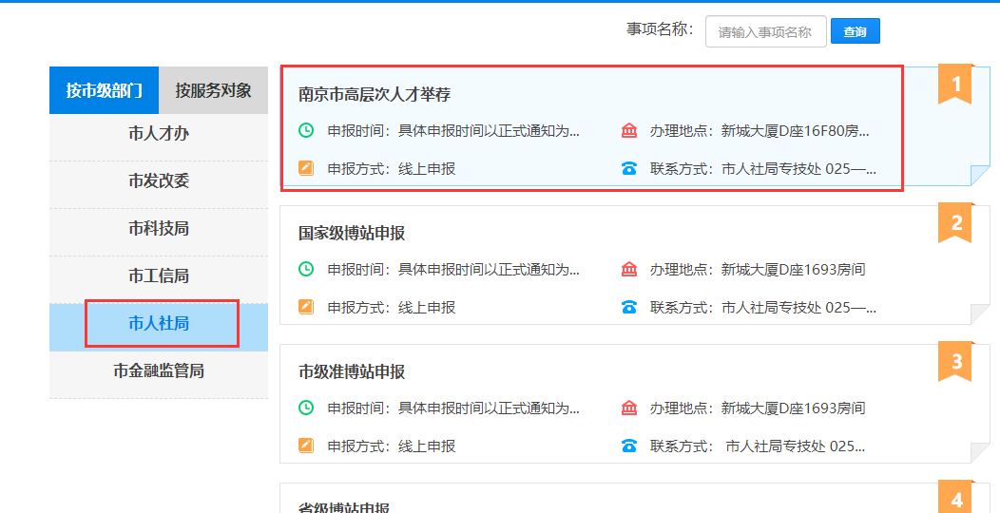 事项名称： 请输入事项名称 查询
按市级部门 按服务对象
市人才办
市发改委
市科技局
市工信局
市人社局
市金融监管局
南京市高层次人才举荐
1
申报时间：具体申报时间以正式通知为... 办理地点：新城大厦D座16F80房...
申报方式：线上申报 联系方式：市人社局专技处 025—...
国家级博站申报
2
申报时间：具体申报时间以正式通知为... 办理地点：新城大厦D座1693房间
申报方式：线上申报 联系方式：市人社局专技处 025—...
市级准博站申报
3
申报时间：具体申报时间以正式通知为... 办理地点：新城大厦D座1693房间
申报方式：线上申报 联系方式： 市人社局专技处 025...
省级博站申报
4